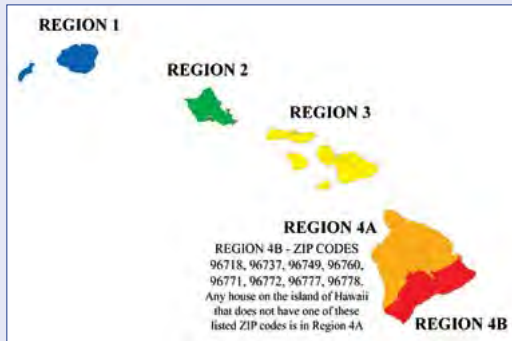 REGION 1
REGION 2
REGION 3
REGION 4A
REGION 4B - ZIP CODES
96718, 96737, 96749, 96760,
96771, 96772, 96777, 96778.
Any house on the island of Hawaii
that does not have one of these
listed ZIP codes is in Region 4A
REGION 4B